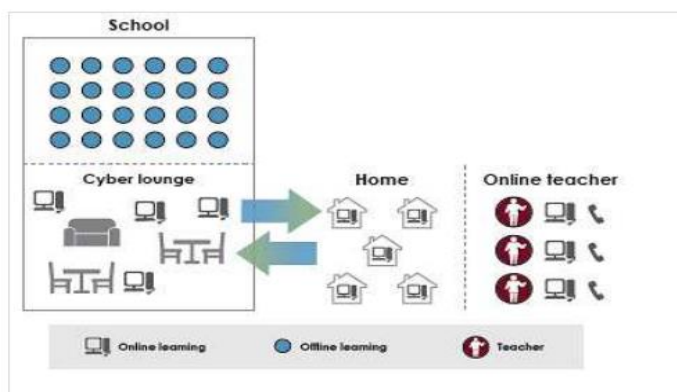 School
Cyber lounge
Home
Online teacher
Online learning
Offline learning
Teacher